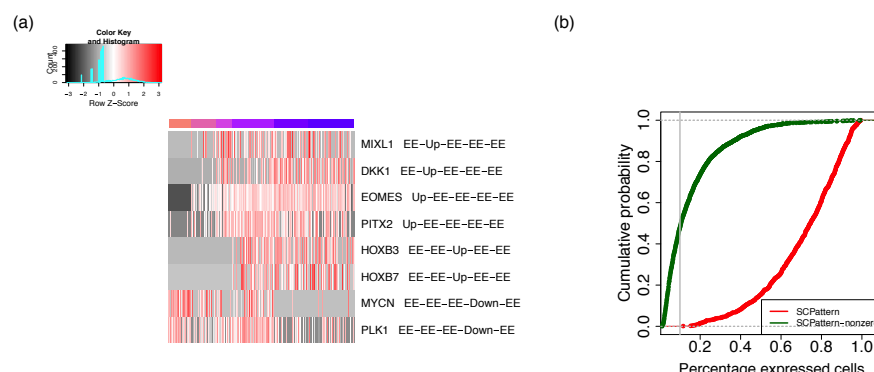 (a)
(b)
Color Key
and Histogram
Count
0 200 400
−3 −2 −1 0 1 2 3
Row Z−Score
MIXL1 EE−Up−EE−EE−EE
DKK1 EE−Up−EE−EE−EE
EOMES Up−EE−EE−EE−EE
PITX2 Up−EE−EE−EE−EE
HOXB3 EE−EE−Up−EE−EE
HOXB7 EE−EE−Up−EE−EE
MYCN EE−EE−EE−Down−EE
PLK1 EE−EE−EE−Down−EE
Cumulative probability
0.0 0.2 0.4 0.6 0.8 1.0
SCPattern
SCPattern−nonzero
0.2 0.4 0.6 0.8 1.0
Percentage expressed cells